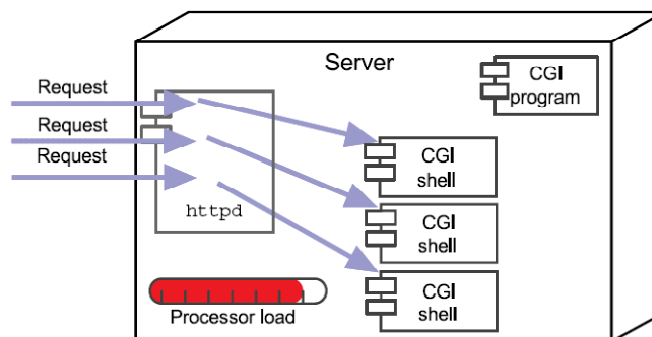 Server
CGI
program
Request
Request
Request
CGI
shell
httpd
CGI
shell
CGI
shell
Processor load